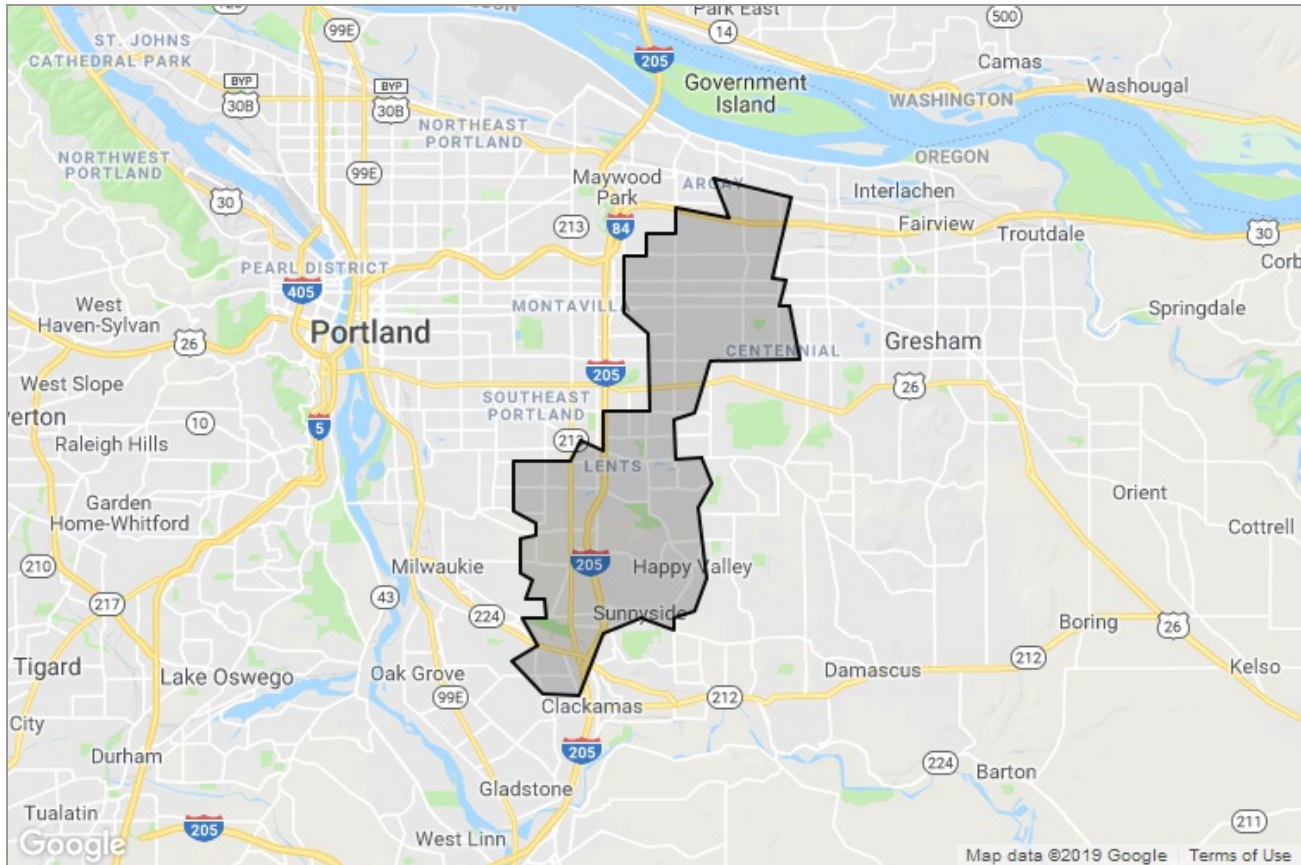 Park East
500
14
ST. JOHNS
CATHEDRAL PARK
99E
205
Camas
Government
Island
Washougal
BYP
30B
BYP
30B
WASHINGTON
NORTHEAST
PORTLAND
OREGON
NORTHWEST
PORTLAND
99E
Maywood
Park
ARGAY
Interlachen
30
213
84
Fairview
Troutdale
30
PEARL DISTRICT
Corb
405
West
Haven-Sylvan
MONTAVILLA
Springdale
26
Portland
CENTENNIAL
Gresham
205
West Slope
26
SOUTHEAST
PORTLAND
verton
10
5
Raleigh Hills
213
LENTS
Orient
Garden
Home-Whitford
Cottrell
210
Milwaukie
205
Happy Valley
217
43
224
Sunnyside
Boring
26
Tigard
Lake Oswego
Oak Grove
212
Damascus
Kelso
99E
212
Clackamas
City
Durham
205
224
Barton
Gladstone
Tualatin
205
West Linn
211
Google
Map data ©2019 Google
Terms of Use